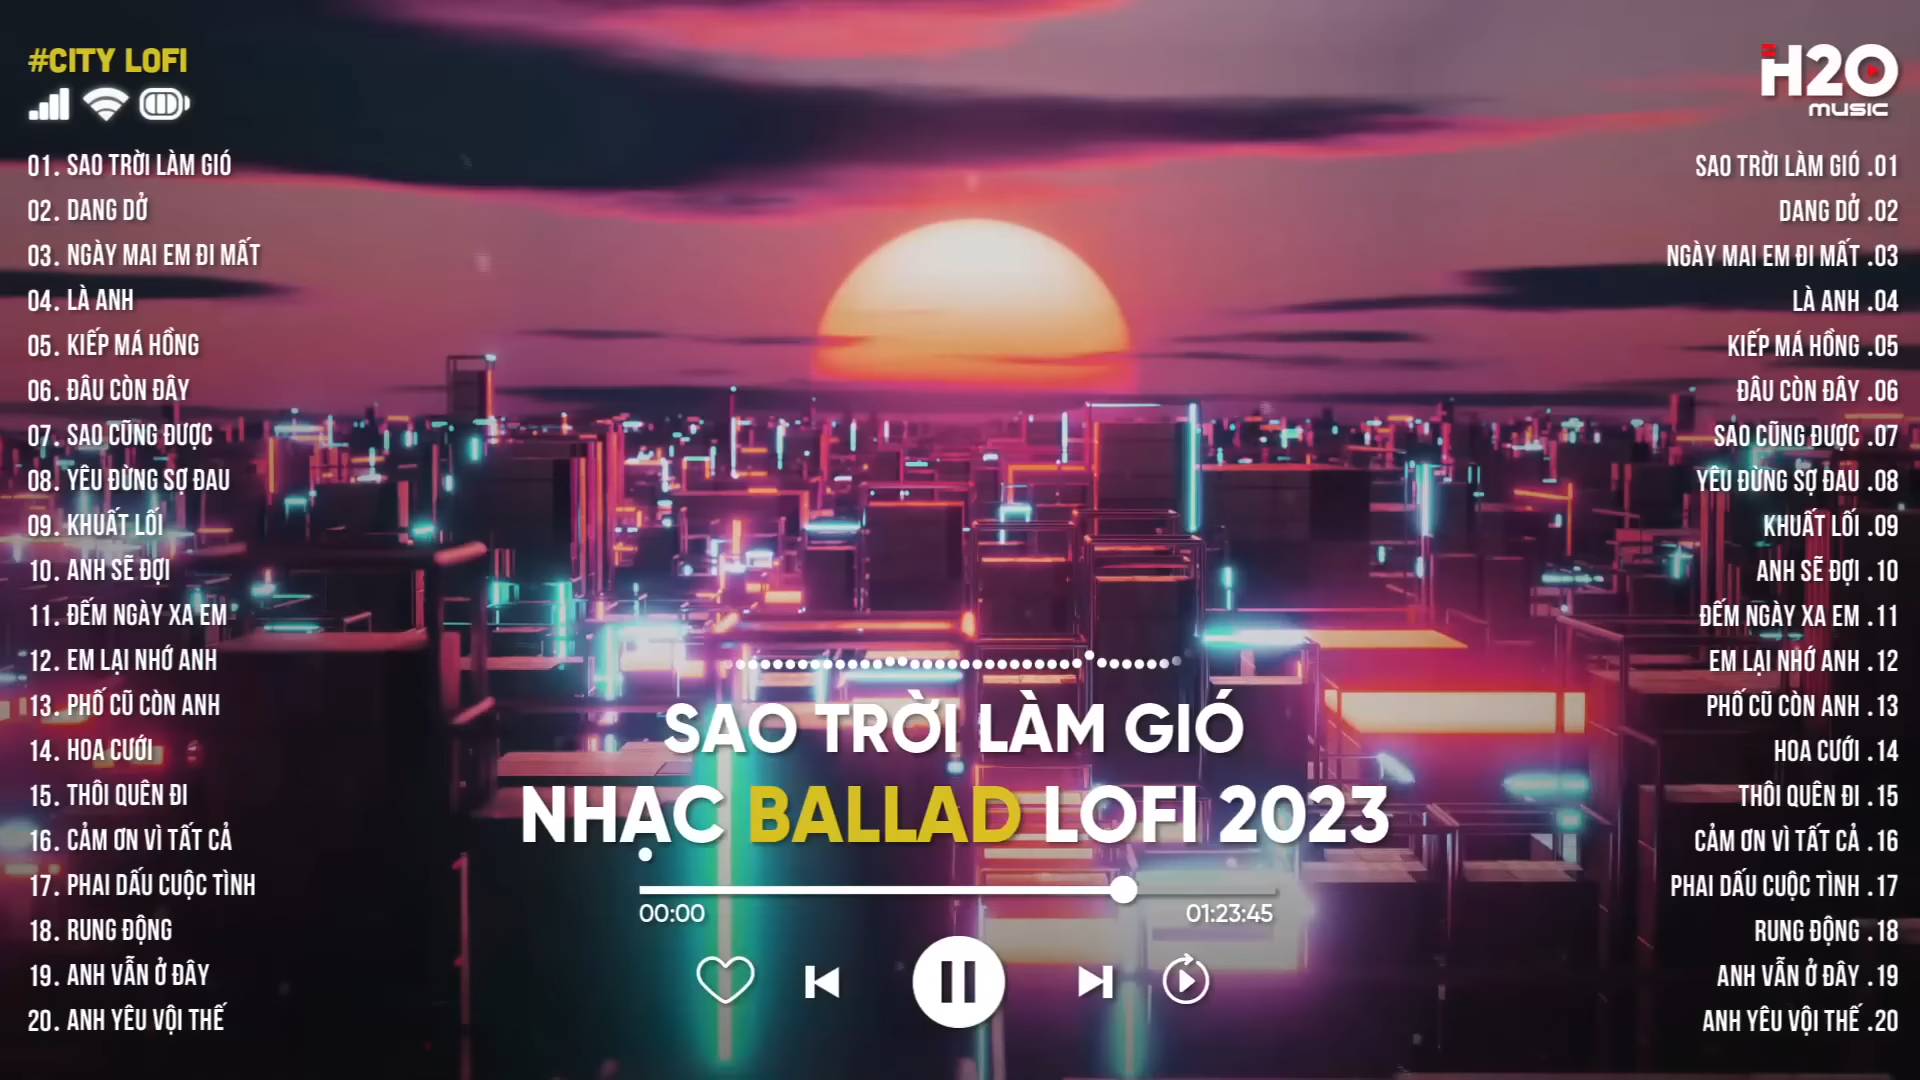 #CITY LOFI
H2O
MUSIC
01. SAO TRỜI LÀM GIÓ
02. DANG DỞ
03. NGÀY MAI EM ĐI MẤT
04. LÀ ANH
05. KIẾP MÁ HỒNG
06. ĐÂU CÒN ĐÂY
07. SAO CŨNG ĐƯỢC
08. YÊU ĐỪNG SỢ ĐAU
09. KHUẤT LỐI
10. ANH SẼ ĐỢI
11. ĐẾM NGÀY XA EM
12. EM LẠI NHỚ ANH
13. PHỐ CŨ CÒN ANH
14. HOA CƯỚI
15. THÔI QUÊN ĐI
16. CẢM ƠN VÌ TẤT CẢ
17. PHAI DẤU CUỘC TÌNH
18. RUNG ĐỘNG
19. ANH VẪN Ở ĐÂY
20. ANH YÊU VỘI THẾ
SAO TRỜI LÀM GIÓ .01
DANG DỞ .02
NGÀY MAI EM ĐI MẤT .03
LÀ ANH .04
KIẾP MÁ HỒNG .05
ĐÂU CÒN ĐÂY .06
SAO CŨNG ĐƯỢC .07
YÊU ĐỪNG SỢ ĐAU .08
KHUẤT LỐI .09
ANH SẼ ĐỢI .10
ĐẾM NGÀY XA EM .11
EM LẠI NHỚ ANH .12
PHỐ CŨ CÒN ANH .13
HOA CƯỚI .14
THÔI QUÊN ĐI .15
CẢM ƠN VÌ TẤT CẢ .16
PHAI DẤU CUỘC TÌNH .17
RUNG ĐỘNG .18
ANH VẪN Ở ĐÂY .19
ANH YÊU VỘI THẾ .20
SAO TRỜI LÀM GIÓ
NHẠC BALLAD LOFI 2023
00:00
01:23:45